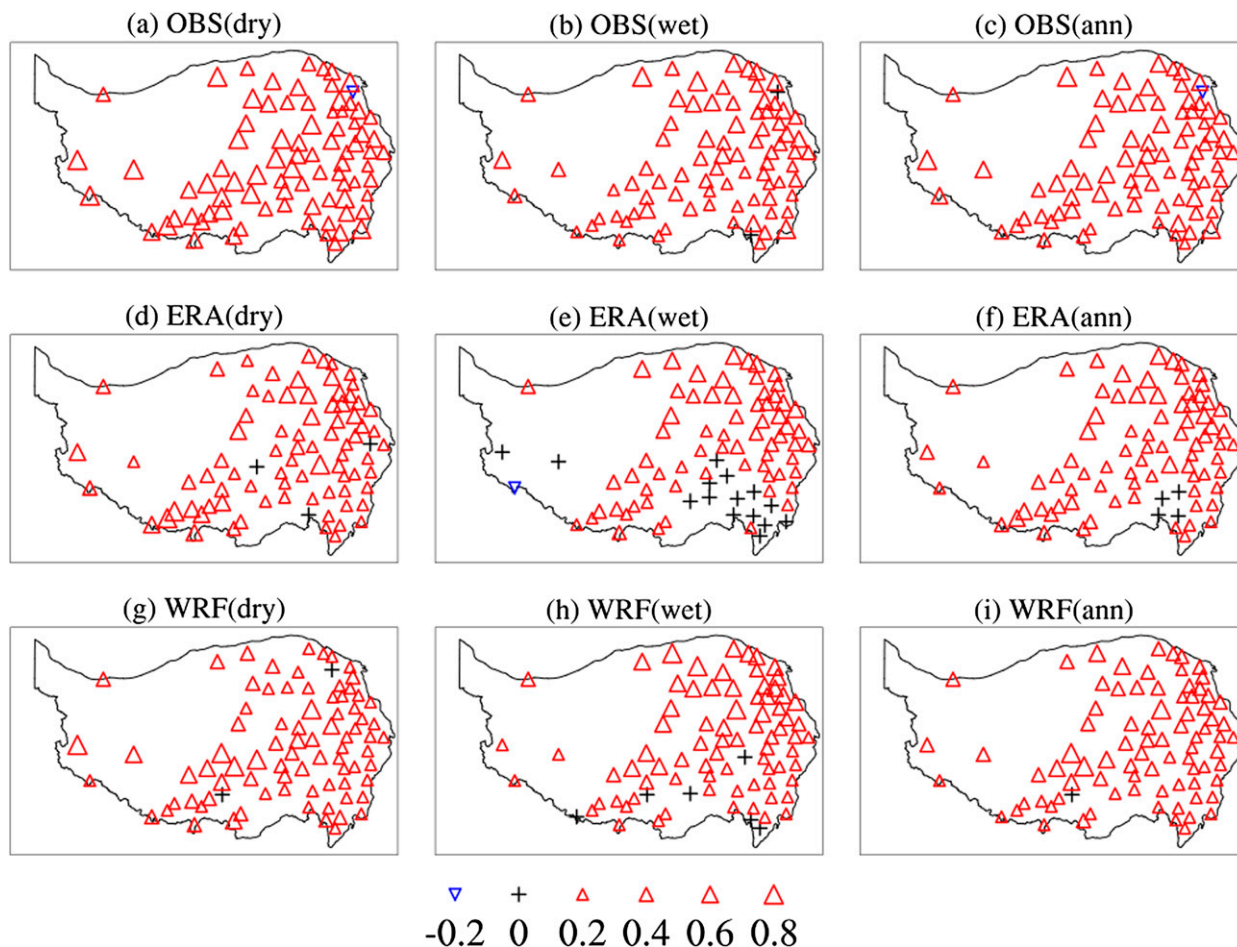 (a) OBS(dry) (b) OBS(wet) (c) OBS(ann)
(d) ERA(dry) (e) ERA(wet) (f) ERA(ann)
(g) WRF(dry) (h) WRF(wet) (i) WRF(ann)
-0.2 0 0.2 0.4 0.6 0.8